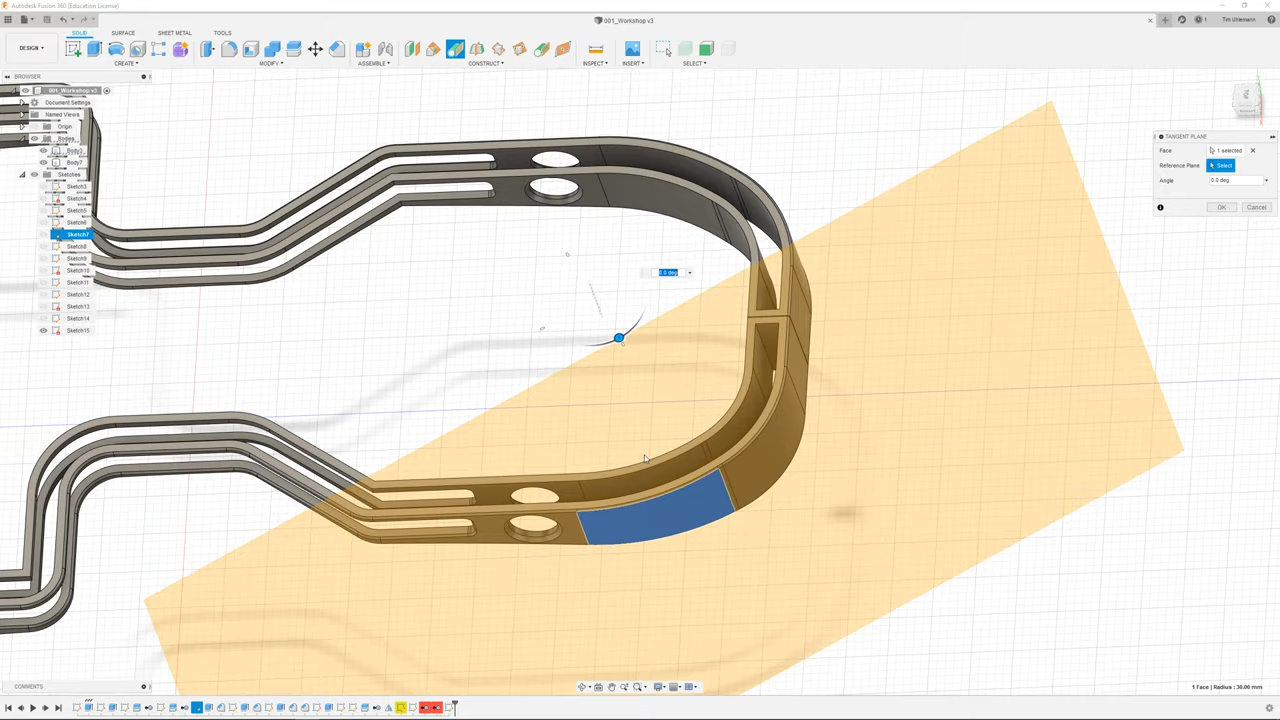 Autodesk Fusion 360 (Education License)
001_Workshop v3
1
Tim Uhlemann
SOLID
SURFACE
SHEET METAL
TOOLS
DESIGN
CREATE
MODIFY
ASSEMBLE
CONSTRUCT
INSPECT
INSERT
SELECT
BROWSER
001_Workshop v3
Document Settings
Named Views
Origin
Bodies
Body3
Body7
Sketches
Sketch3
Sketch4
Sketch5
Sketch6
Sketch7
Sketch8
Sketch9
Sketch10
Sketch11
Sketch12
Sketch13
Sketch14
Sketch15
TOP
TANGENT PLANE
Face
1 selected
Reference Plane
Select
Angle
0.0 deg
OK
Cancel
0.0 deg
COMMENTS
1 Face | Radius : 30.00 mm